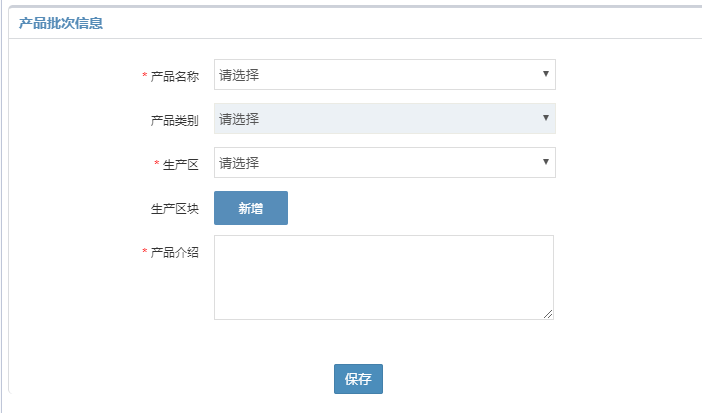 产品批次信息
* 产品名称 请选择
产品类别 请选择
* 生产区 请选择
生产区块 新增
* 产品介绍
保存